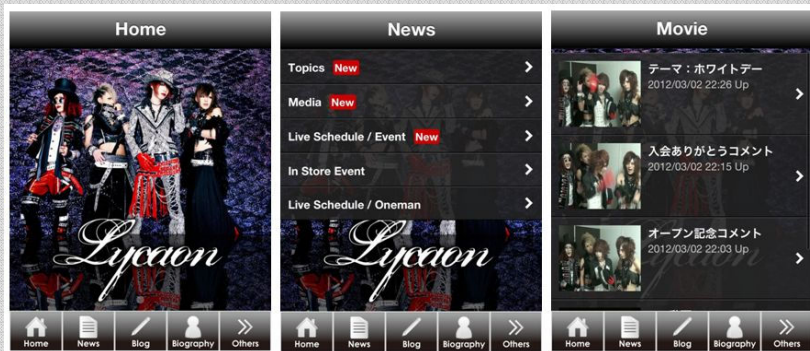 Home
Lycaon
Home News Blog Biography Others
News
Topics New
Media New
Live Schedule / Event New
In Store Event
Live Schedule / Oneman
Lycaon
Home News Blog Biography Others
Movie
テーマ：ホワイトデー
2012/03/02 22:26 Up
入会ありがとうコメント
2012/03/02 22:15 Up
オープン記念コメント
2012/03/02 22:03 Up
Home News Blog Biography Others